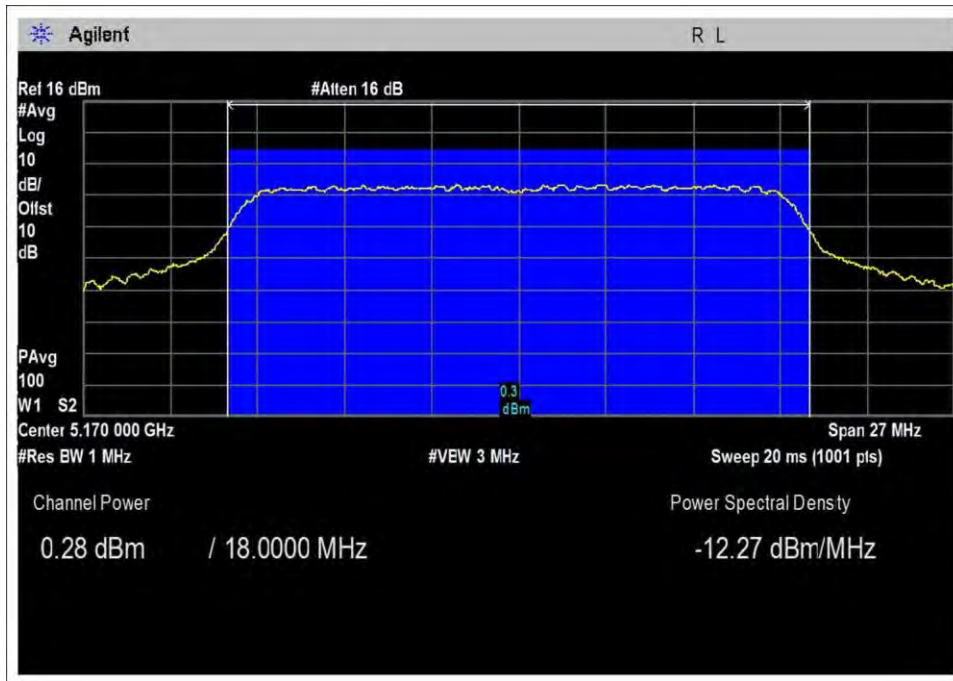 Agilent
R L
Ref 16 dBm #Atten 16 dB
#Avg
Log
10
dB/
Offst
10
dB
PAvg
100
W1 S2
0.3
dBm
Center 5.170 000 GHz Span 27 MHz
#Res BW 1 MHz #VBW 3 MHz Sweep 20 ms (1001 pts)
Channel Power Power Spectral Density
0.28 dBm / 18.0000 MHz -12.27 dBm/MHz